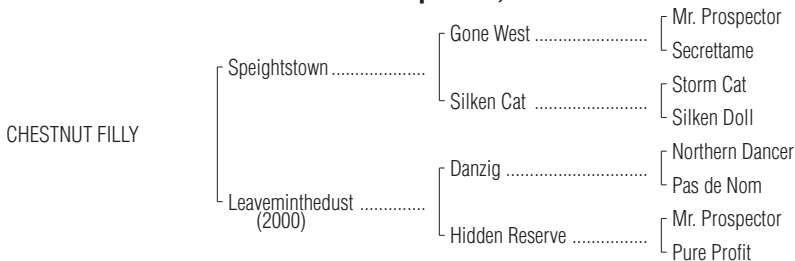 Mr. Prospector
Gone West ......................
Secrettame
Speightstown ....................
Storm Cat
Silken Cat ......................
Silken Doll
CHESTNUT FILLY
Northern Dancer
Danzig ...........................
Pas de Nom
Leaveminthedust ..............
(2000)
Mr. Prospector
Hidden Reserve ................
Pure Profit